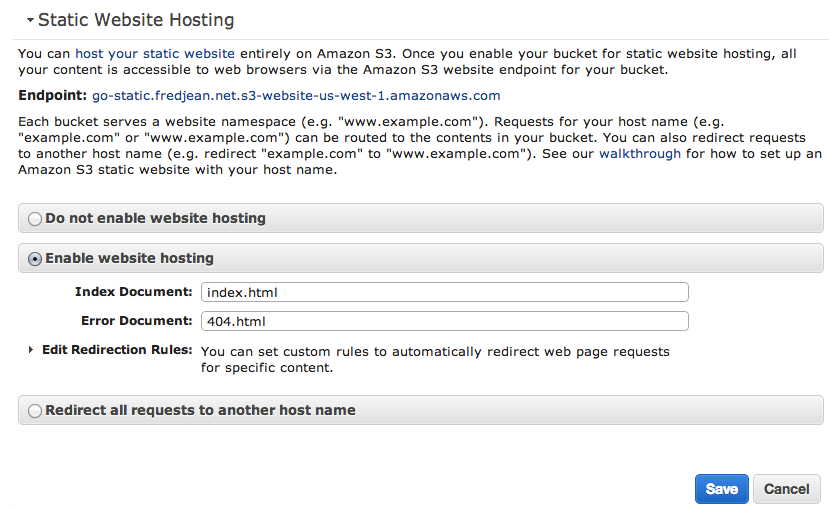 Static Website Hosting
You can host your static website entirely on Amazon S3. Once you enable your bucket for static website hosting, all
your content is accessible to web browsers via the Amazon S3 website endpoint for your bucket.
Endpoint: go-static.fredjean.net.s3-website-us-west-1.amazonaws.com
Each bucket serves a website namespace (e.g. "www.example.com"). Requests for your host name (e.g.
"example.com" or "www.example.com") can be routed to the contents in your bucket. You can also redirect requests
to another host name (e.g. redirect "example.com" to "www.example.com"). See our walkthrough for how to set up an
Amazon S3 static website with your host name.
Do not enable website hosting
Enable website hosting
Index Document: index.html
Error Document: 404.html
Edit Redirection Rules: You can set custom rules to automatically redirect web page requests
for specific content.
Redirect all requests to another host name
Save Cancel